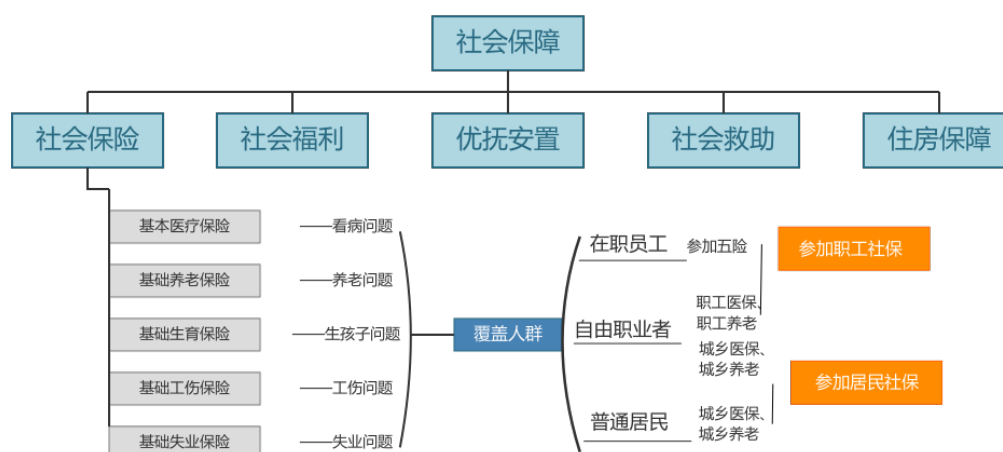 社会保障
社会保险
社会福利
优抚安置
社会救助
住房保障
基本医疗保险
——看病问题
基础养老保险
——养老问题
基础生育保险
——生孩子问题
基础工伤保险
——工伤问题
基础失业保险
——失业问题
覆盖人群
在职员工
参加五险
参加职工社保
自由职业者
职工医保、
职工养老
城乡医保、
城乡养老
参加居民社保
普通居民
城乡医保、
城乡养老